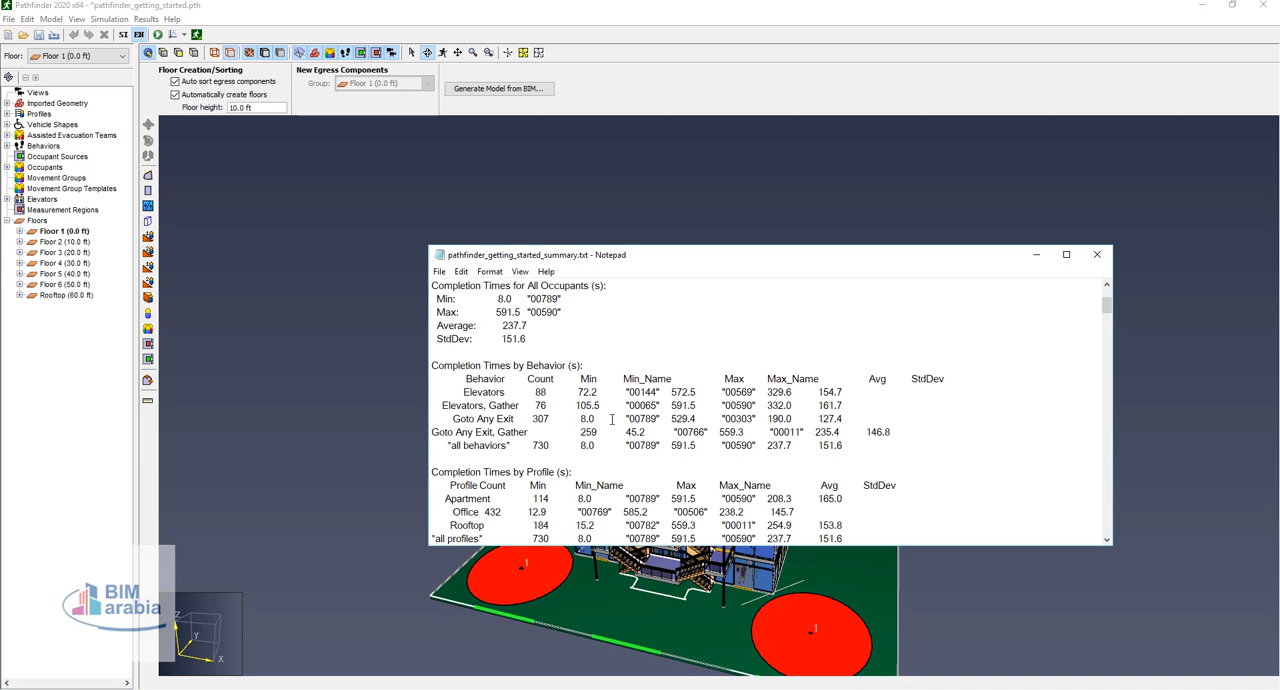 Pathfinder 2020 x64 - *pathfinder_getting_started.pth
File Edit Model View Simulation Results Help
SI EN
Floor: Floor 1 (0.0 ft)
Floor Creation/Sorting
Auto sort egress components
Automatically create floors
Floor height: 10.0 ft
New Egress Components
Group: Floor 1 (0.0 ft)
Generate Model from BIM...
Views
Imported Geometry
Profiles
Vehicle Shapes
Assisted Evacuation Teams
Behaviors
Occupant Sources
Occupants
Movement Groups
Movement Group Templates
Elevators
Measurement Regions
Floors
Floor 1 (0.0 ft)
Floor 2 (10.0 ft)
Floor 3 (20.0 ft)
Floor 4 (30.0 ft)
Floor 5 (40.0 ft)
Floor 6 (50.0 ft)
Rooftop (60.0 ft)
pathfinder_getting_started_summary.txt - Notepad
File Edit Format View Help
Completion Times for All Occupants (s):
Min: 8.0 "00789"
Max: 591.5 "00590"
Average: 237.7
StdDev: 151.6
Completion Times by Behavior (s):
Behavior Count Min Min_Name Max Max_Name Avg StdDev
Elevators 88 72.2 "00144" 572.5 "00569" 329.6 154.7
Elevators, Gather 76 105.5 "00065" 591.5 "00590" 332.0 161.7
Goto Any Exit 307 8.0 "00789" 529.4 "00303" 190.0 127.4
Goto Any Exit, Gather 259 45.2 "00766" 559.3 "00011" 235.4 146.8
*all behaviors* 730 8.0 "00789" 591.5 "00590" 237.7 151.6
Completion Times by Profile (s):
Profile Count Min Min_Name Max Max_Name Avg StdDev
Apartment 114 8.0 "00789" 591.5 "00590" 208.3 165.0
Office 432 12.9 "00769" 585.2 "00506" 238.2 145.7
Rooftop 184 15.2 "00782" 559.3 "00011" 254.9 153.8
*all profiles* 730 8.0 "00789" 591.5 "00590" 237.7 151.6
1
1
BIM
arabia
Z
Y
X